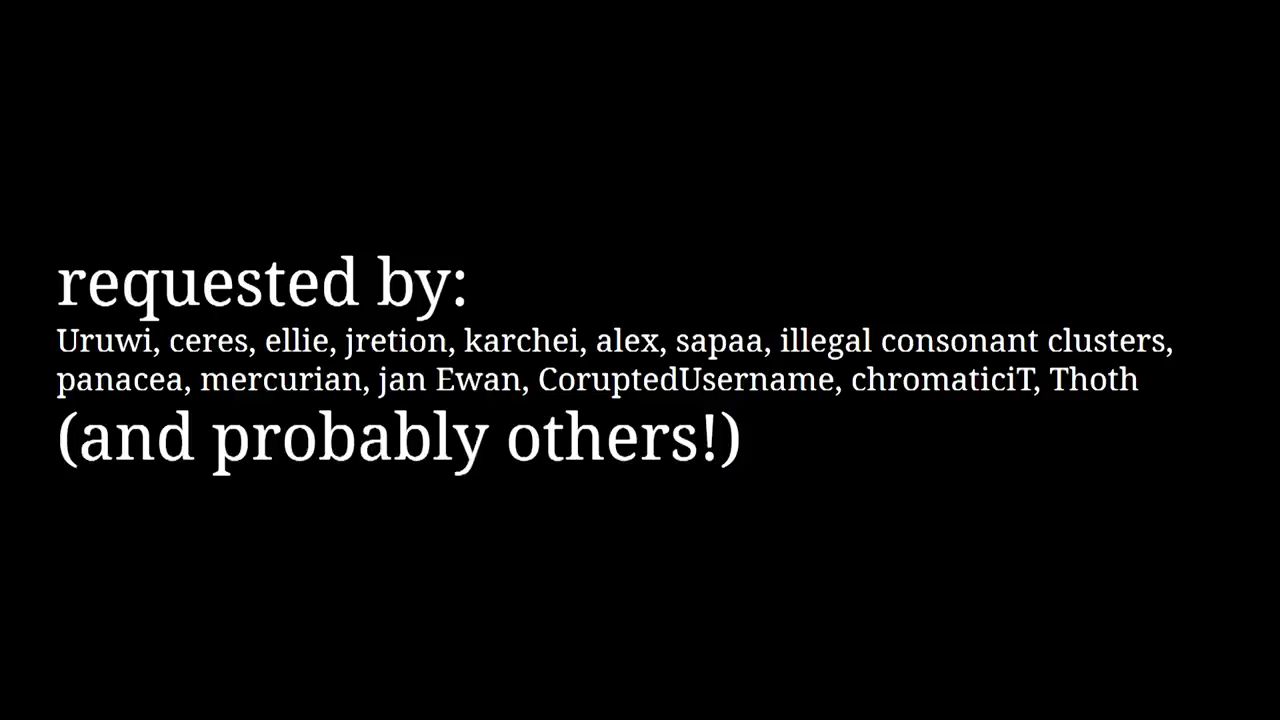 requested by:
Uruwi, ceres, ellie, jretion, karchei, alex, sapaa, illegal consonant clusters,
panacea, mercurian, jan Ewan, CoruptedUsername, chromaticiT, Thoth
(and probably others!)